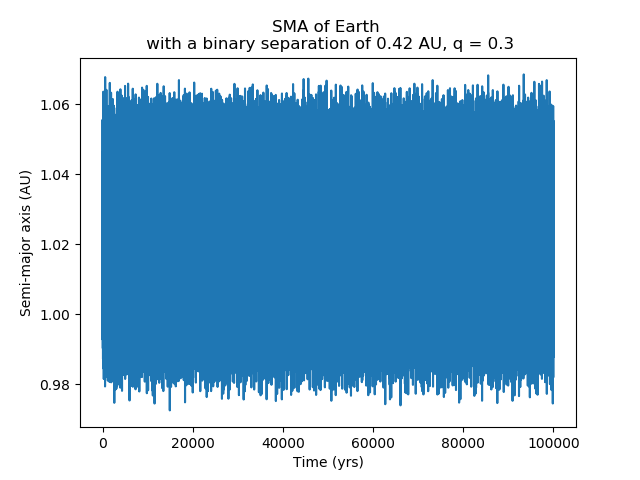 SMA of Earth
with a binary separation of 0.42 AU, q = 0.3
1.06
1.04
1.02
1.00
0.98
Semi-major axis (AU)
0
20000
40000
60000
80000
100000
Time (yrs)